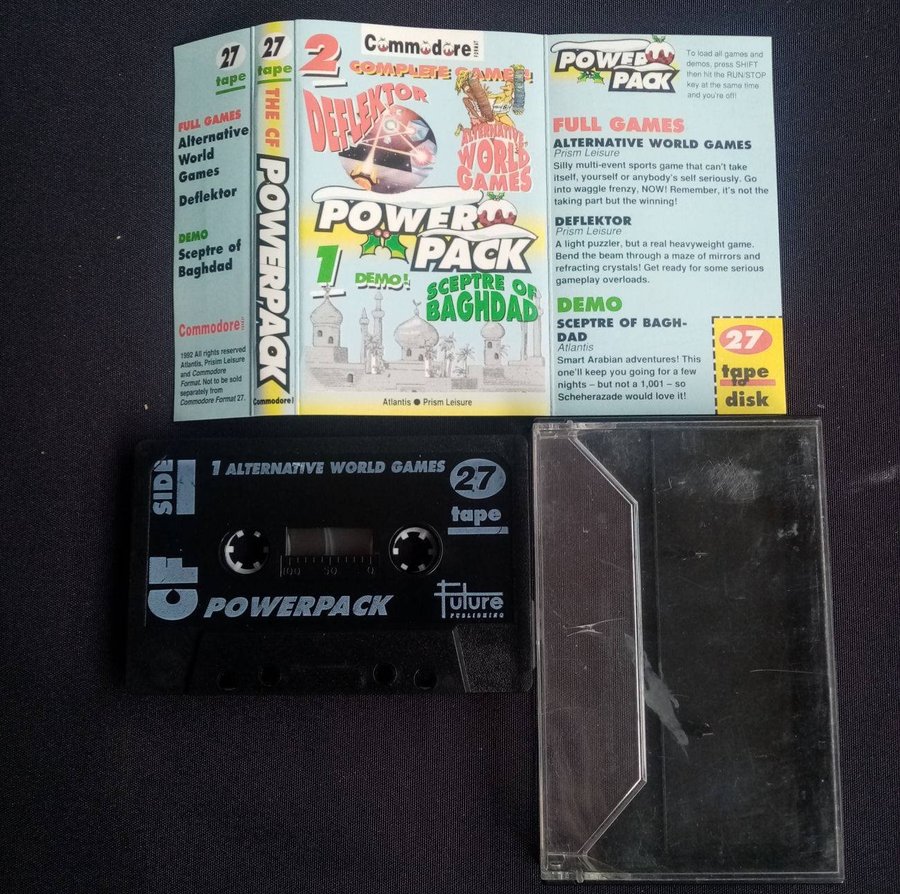 27
tape
FULL GAMES
Alternative
World
Games
Deflektor
DEMO
Sceptre of
Baghdad
Commodore
FORMAT
1992 All rights reserved
Atlantis, Prisim Leisure
and Commodore
Format. Not to be sold
separately from
Commodore Format 27.
27
tape
THE CF
POWERPACK
Commodore
2
Commodore
FORMAT
COMPLETE GAMES!
DEFLEKTOR
ALTERNATIVE
WORLD
GAMES
POWER
PACK
1
DEMO!
SCEPTRE OF
BAGHDAD
Atlantis ● Prism Leisure
POWER
PACK
To load all games and
demos, press SHIFT
then hit the RUN/STOP
key at the same time
and you're off!
FULL GAMES
ALTERNATIVE WORLD GAMES
Prism Leisure
Silly multi-event sports game that can't take
itself, yourself or anybody's self seriously. Go
into waggle frenzy, NOW! Remember, it's not the
taking part but the winning!
DEFLEKTOR
Prism Leisure
A light puzzler, but a real heavyweight game.
Bend the beam through a maze of mirrors and
refracting crystals! Get ready for some serious
gameplay overloads.
DEMO
SCEPTRE OF BAGH-
DAD
Atlantis
Smart Arabian adventures! This
one'll keep you going for a few
nights – but not a 1,001 – so
Scheherazade would love it!
27
tape
to
disk
SIDE 1
1 ALTERNATIVE WORLD GAMES
27
tape
100 50 0
CF
POWERPACK
Future
PUBLISHING